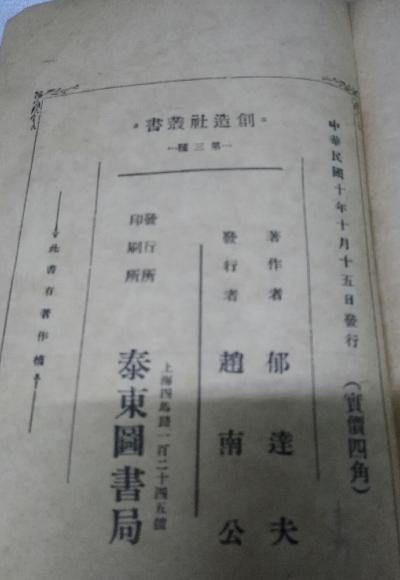 創造社叢書
第三種
中華民國十年十月十五日發行(實價四角)
著作者 郁達夫
發行者 趙南公
發行所
印刷所
上海四馬路一百二十四五號
泰東圖書局
此書有著作權